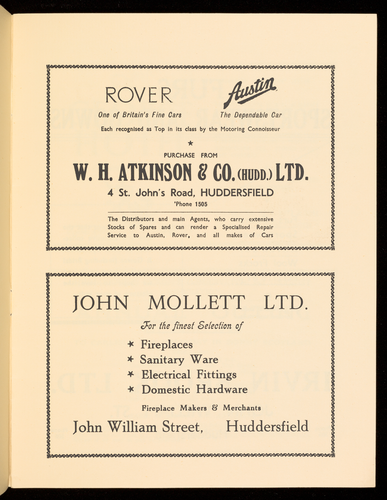 ROVER Austin
One of Britain's Fine Cars The Dependable Car
Each recognised as Top in its class by the Motoring Connoisseur
*
PURCHASE FROM
W. H. ATKINSON & CO. (HUDD.) LTD.
4 St. John's Road, HUDDERSFIELD
'Phone 1505
The Distributors and main Agents, who carry extensive
Stocks of Spares and can render a Specialised Repair
Service to Austin, Rover, and all makes of Cars
JOHN MOLLETT LTD.
For the finest Selection of
* Fireplaces
* Sanitary Ware
* Electrical Fittings
* Domestic Hardware
Fireplace Makers & Merchants
John William Street, Huddersfield